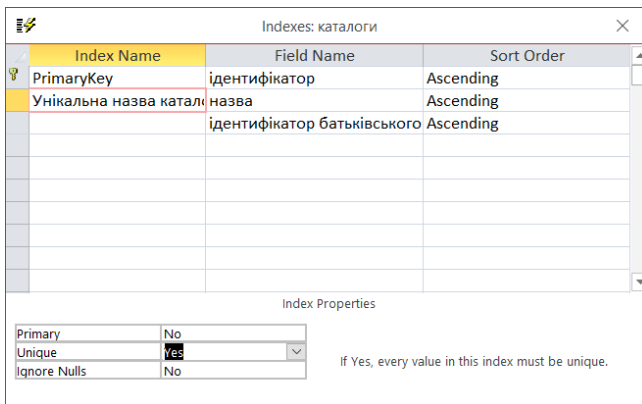 Indexes: каталоги
Index Name Field Name Sort Order
PrimaryKey ідентифікатор Ascending
Унікальна назва катал назва Ascending
ідентифікатор батьківського Ascending
Index Properties
Primary No
Unique Yes
Ignore Nulls No
If Yes, every value in this index must be unique.